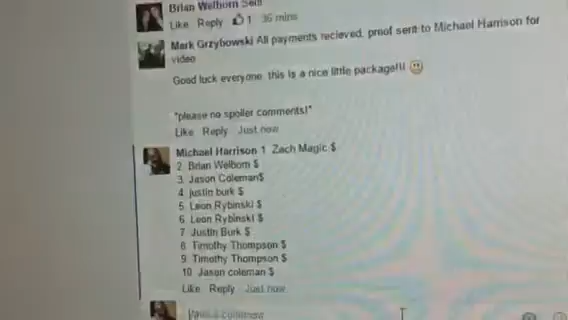 Brian Welborn Sent
Like Reply 1 36 mins
Mark Grzybowski All payments recieved, proof sent to Michael Harrison for
video
Good luck everyone, this is a nice little package!!!
*please no spoiler comments!*
Like Reply Just now
Michael Harrison 1 Zach Magic $
2 Brian Welborn $
3. Jason Coleman$
4 justin burk $
5 Leon Rybinski $
6 Leon Rybinski $
7 Justin Burk $
8 Timothy Thompson $
9 Timothy Thompson $
10 Jason coleman $
Like Reply Just now
Write a comment